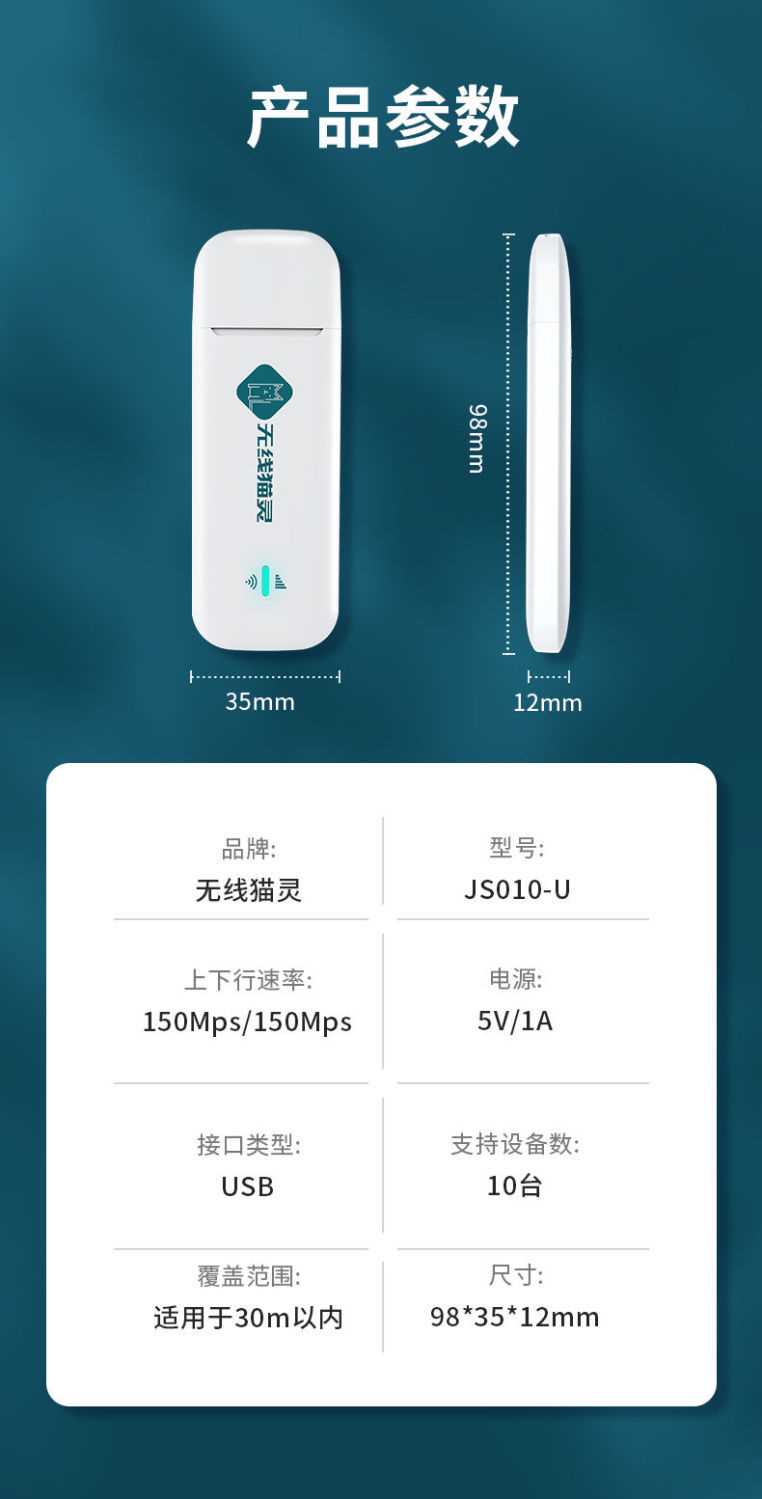 产品参数
无线猫灵
98mm
35mm
12mm
品牌:
无线猫灵
型号:
JS010-U
上下行速率:
150Mps/150Mps
电源:
5V/1A
接口类型:
USB
支持设备数:
10台
覆盖范围:
适用于30m以内
尺寸:
98*35*12mm